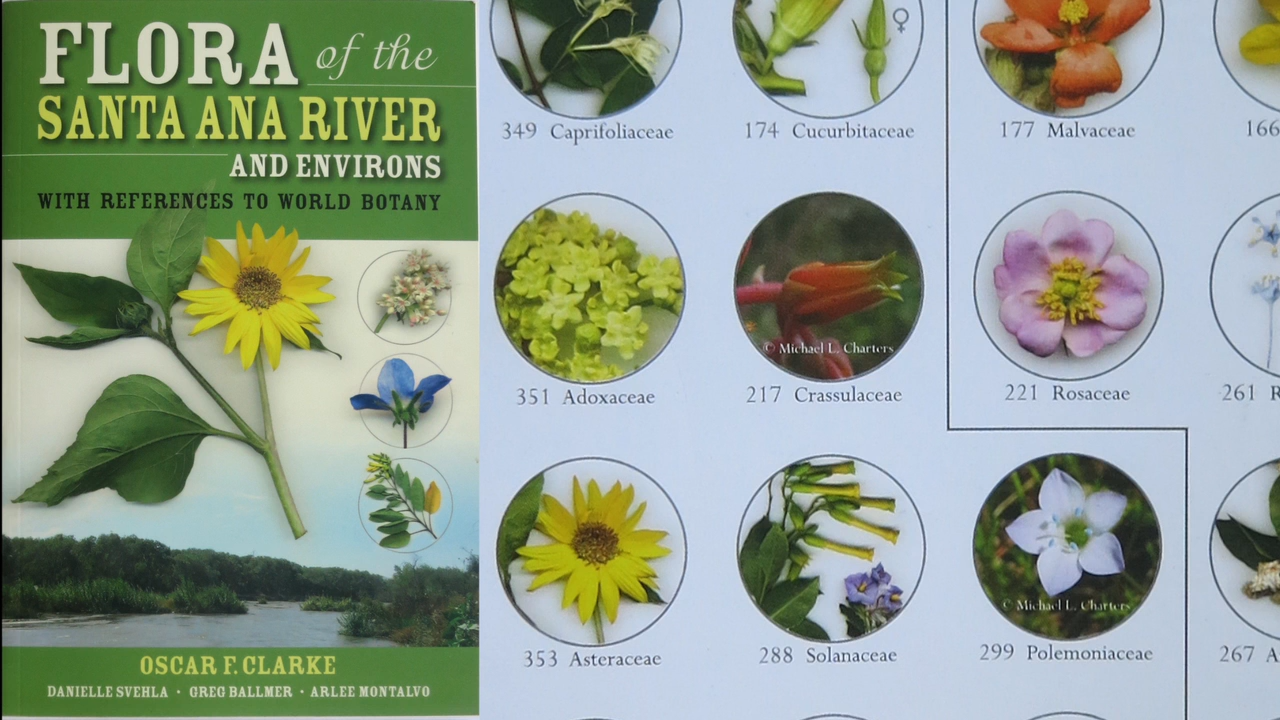 FLORA of the
SANTA ANA RIVER
AND ENVIRONS
WITH REFERENCES TO WORLD BOTANY
OSCAR F. CLARKE
DANIELLE SVEHLA · GREG BALLMER · ARLEE MONTALVO
♀
349 Caprifoliaceae
174 Cucurbitaceae
177 Malvaceae
166
© Michael L. Charters
351 Adoxaceae
217 Crassulaceae
221 Rosaceae
261 R
© Michael L. Charters
353 Asteraceae
288 Solanaceae
299 Polemoniaceae
267 A